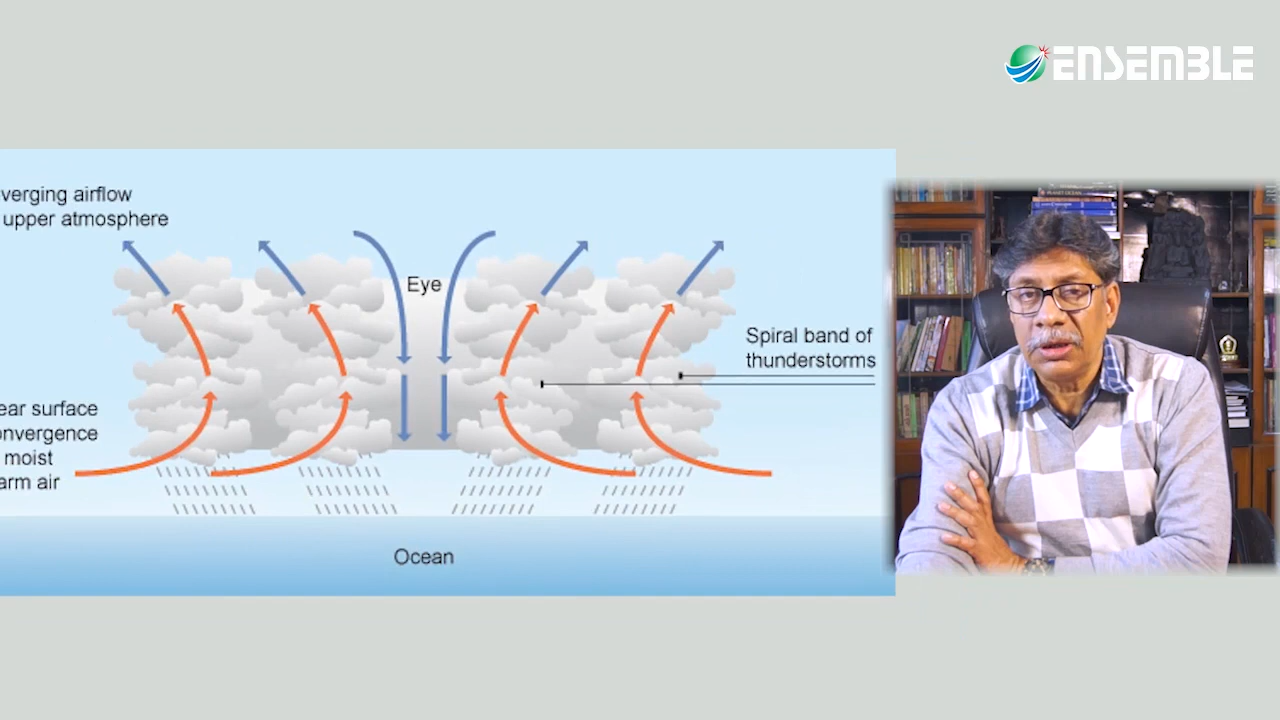 ENSEMBLE
verging airflow
upper atmosphere
Eye
Spiral band of
thunderstorms
ear surface
onvergence
moist
arm air
Ocean